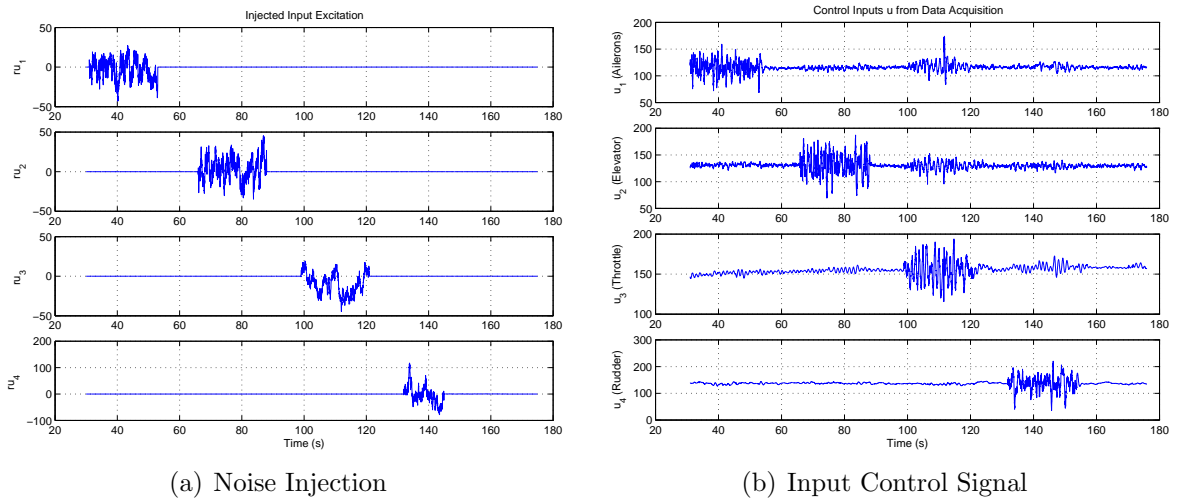 Injected Input Excitation
50
0
−50
20 40 60 80 100 120 140 160 180
ru1
50
0
−50
20 40 60 80 100 120 140 160 180
ru2
50
0
−50
20 40 60 80 100 120 140 160 180
ru3
200
100
0
−100
20 40 60 80 100 120 140 160 180
ru4
Time (s)
(a) Noise Injection
Control Inputs u from Data Acquisition
200
150
100
50
20 40 60 80 100 120 140 160 180
u1 (Ailerons)
200
150
100
50
20 40 60 80 100 120 140 160 180
u2 (Elevator)
200
150
100
20 40 60 80 100 120 140 160 180
u3 (Throttle)
300
200
100
0
20 40 60 80 100 120 140 160 180
u4 (Rudder)
Time (s)
(b) Input Control Signal